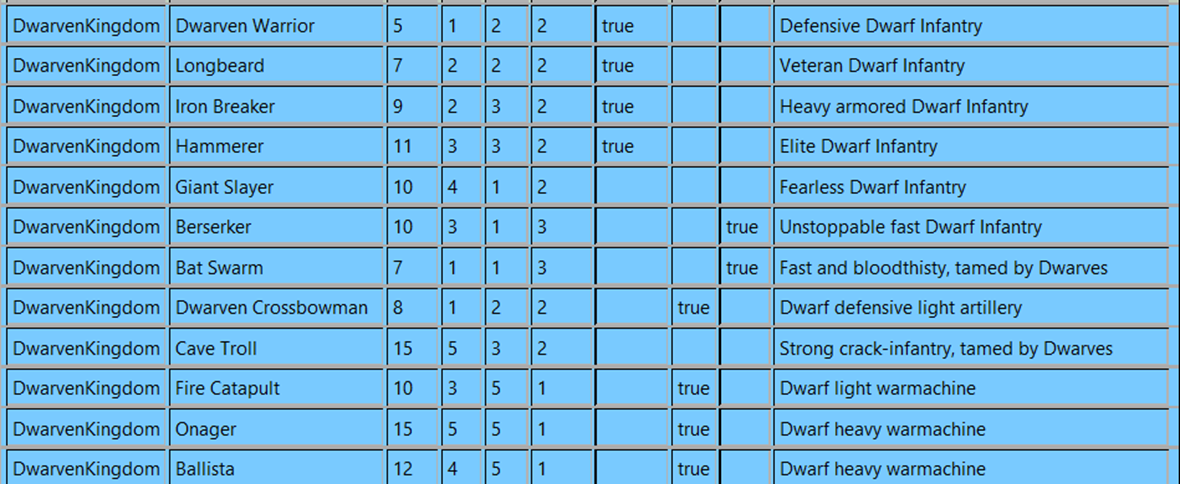 DwarvenKingdom Dwarven Warrior 5 1 2 2 true Defensive Dwarf Infantry
DwarvenKingdom Longbeard 7 2 2 2 true Veteran Dwarf Infantry
DwarvenKingdom Iron Breaker 9 2 3 2 true Heavy armored Dwarf Infantry
DwarvenKingdom Hammerer 11 3 3 2 true Elite Dwarf Infantry
DwarvenKingdom Giant Slayer 10 4 1 2 Fearless Dwarf Infantry
DwarvenKingdom Berserker 10 3 1 3 true Unstoppable fast Dwarf Infantry
DwarvenKingdom Bat Swarm 7 1 1 3 true Fast and bloodthisty, tamed by Dwarves
DwarvenKingdom Dwarven Crossbowman 8 1 2 2 true Dwarf defensive light artillery
DwarvenKingdom Cave Troll 15 5 3 2 Strong crack-infantry, tamed by Dwarves
DwarvenKingdom Fire Catapult 10 3 5 1 true Dwarf light warmachine
DwarvenKingdom Onager 15 5 5 1 true Dwarf heavy warmachine
DwarvenKingdom Ballista 12 4 5 1 true Dwarf heavy warmachine